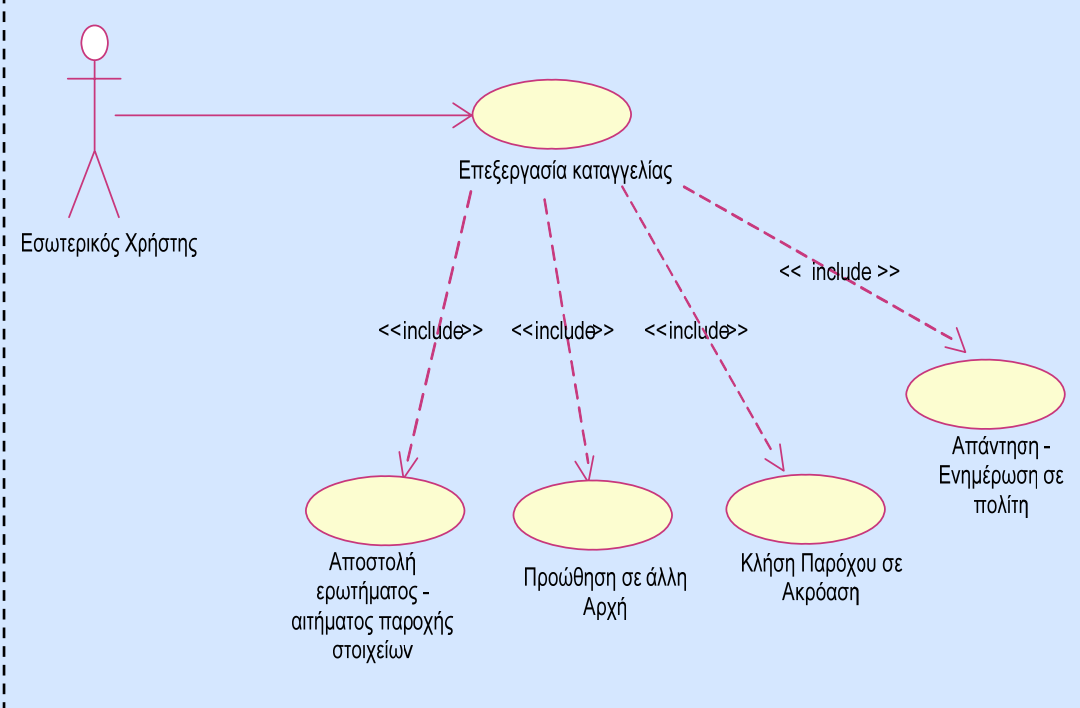 Επεξεργασία καταγγελίας
Εσωτερικός Χρήστης
<< include >>
<<include>>
<<include>>
<<include>>
Απάντηση -
Ενημέρωση σε
πολίτη
Αποστολή
ερωτήματος -
αιτήματος παροχής
στοιχείων
Προώθηση σε άλλη
Αρχή
Κλήση Παρόχου σε
Ακρόαση